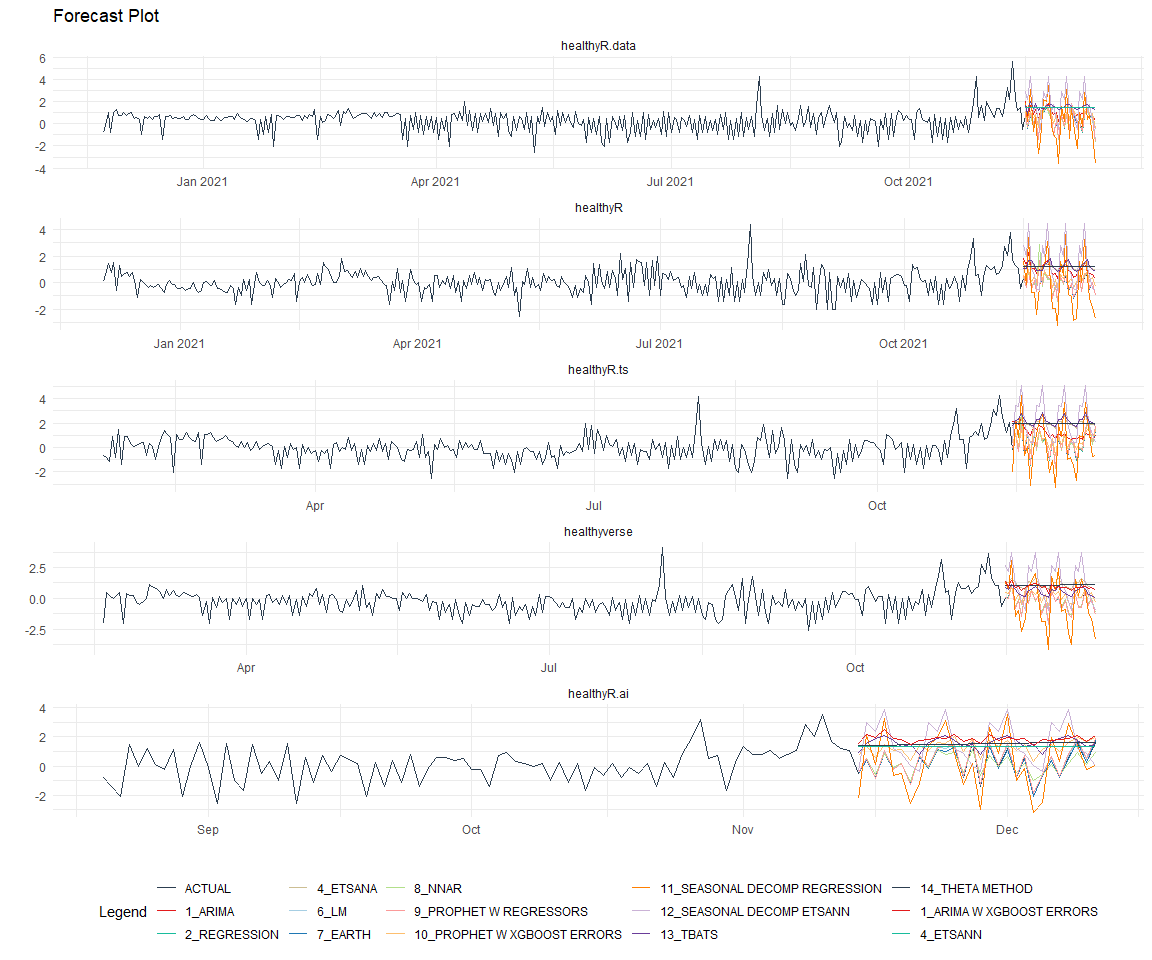 Forecast Plot
healthyR.data
6
4
2
0
-2
-4
Jan 2021 Apr 2021 Jul 2021 Oct 2021
healthyR
4
2
0
-2
Jan 2021 Apr 2021 Jul 2021 Oct 2021
healthyR.ts
4
2
0
-2
Apr Jul Oct
healthyverse
2.5
0.0
-2.5
Apr Jul Oct
healthyR.ai
4
2
0
-2
Sep Oct Nov Dec
ACTUAL 4_ETSANA 8_NNAR 11_SEASONAL DECOMP REGRESSION 14_THETA METHOD
Legend 1_ARIMA 6_LM 9_PROPHET W REGRESSORS 12_SEASONAL DECOMP ETSANN 1_ARIMA W XGBOOST ERRORS
2_REGRESSION 7_EARTH 10_PROPHET W XGBOOST ERRORS 13_TBATS 4_ETSANN